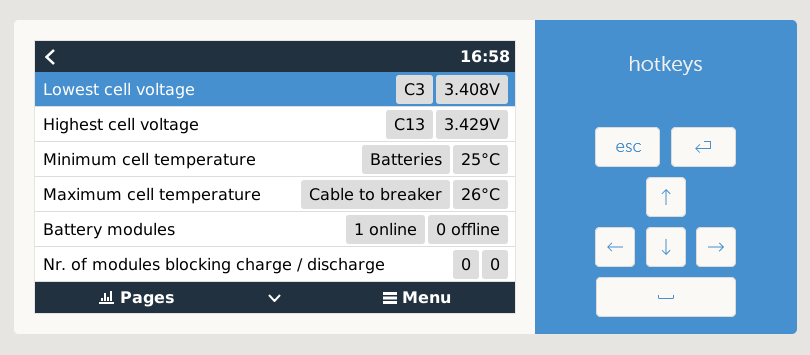 16:58
Lowest cell voltage C3 3.408V
Highest cell voltage C13 3.429V
Minimum cell temperature Batteries 25°C
Maximum cell temperature Cable to breaker 26°C
Battery modules 1 online 0 offline
Nr. of modules blocking charge / discharge 0 0
Pages Menu
hotkeys
esc